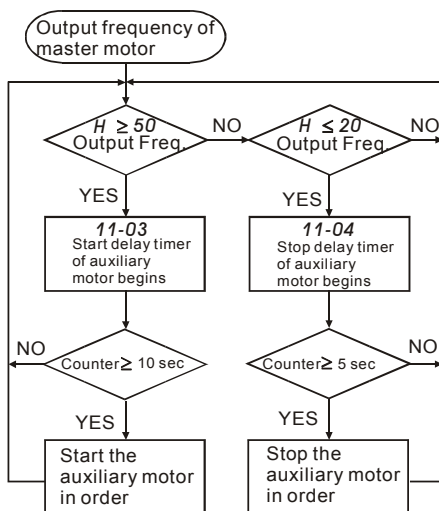 Output frequency of
master motor
H ≥ 50
Output Freq.
NO
H ≤ 20
Output Freq.
NO
YES
YES
11-03
Start delay timer
of auxiliary
motor begins
11-04
Stop delay timer
of auxiliary
motor begins
NO
Counter ≥ 10 sec
Counter ≥ 5 sec
NO
YES
YES
Start the
auxiliary motor
in order
Stop the
auxiliary motor
in order